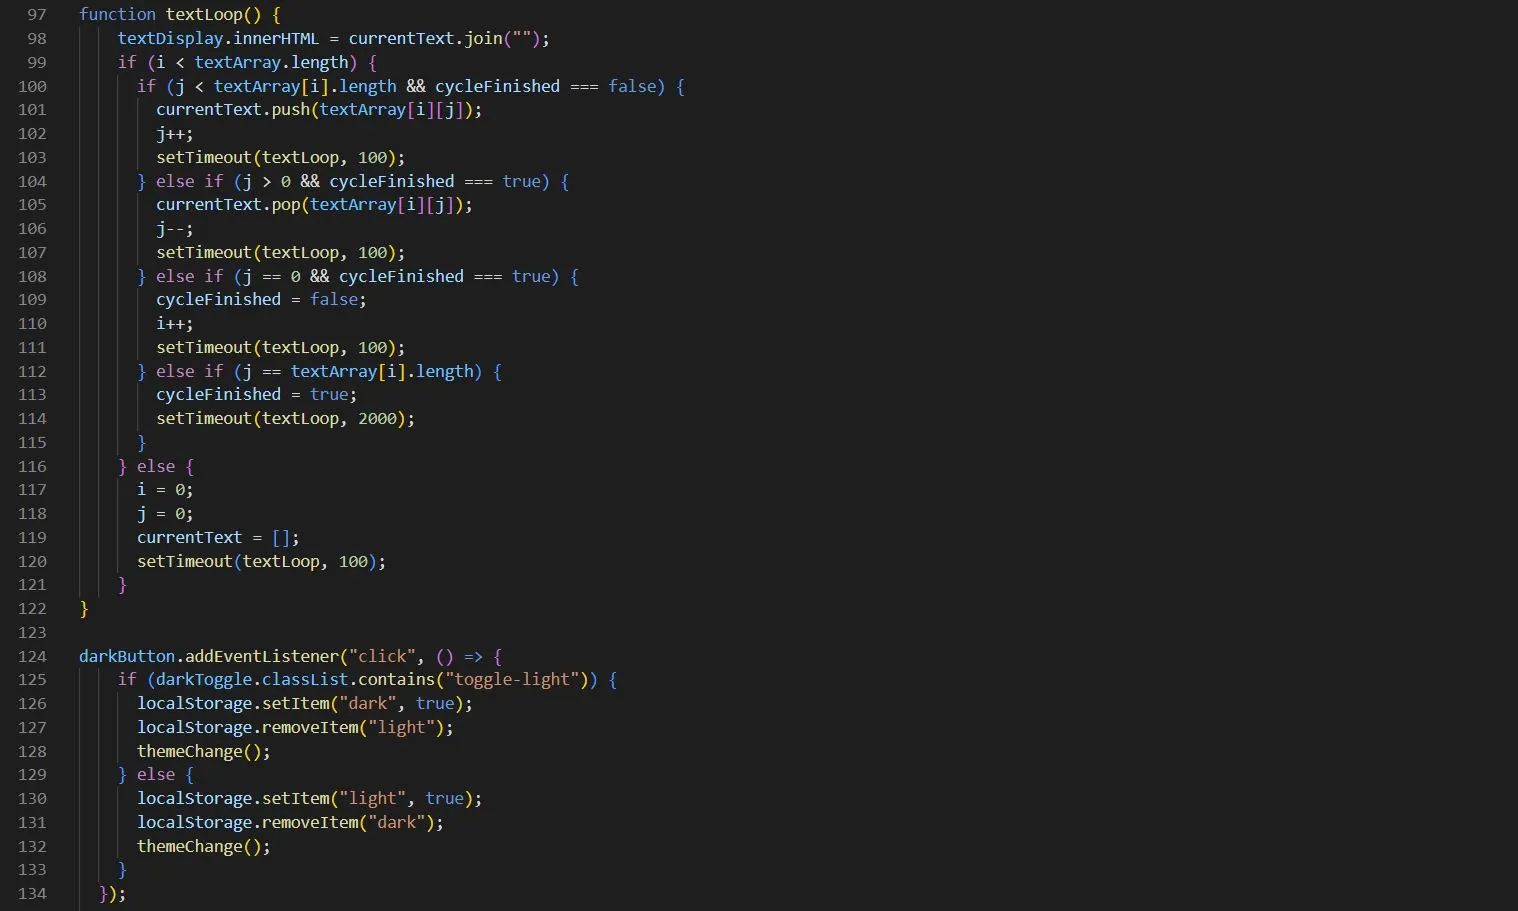 97 function textLoop() {
98 textDisplay.innerHTML = currentText.join("");
99 if (i < textArray.length) {
100 if (j < textArray[i].length && cycleFinished === false) {
101 currentText.push(textArray[i][j]);
102 j++;
103 setTimeout(textLoop, 100);
104 } else if (j > 0 && cycleFinished === true) {
105 currentText.pop(textArray[i][j]);
106 j--;
107 setTimeout(textLoop, 100);
108 } else if (j == 0 && cycleFinished === true) {
109 cycleFinished = false;
110 i++;
111 setTimeout(textLoop, 100);
112 } else if (j == textArray[i].length) {
113 cycleFinished = true;
114 setTimeout(textLoop, 2000);
115 }
116 } else {
117 i = 0;
118 j = 0;
119 currentText = [];
120 setTimeout(textLoop, 100);
121 }
122 }
123
124 darkButton.addEventListener("click", () => {
125 if (darkToggle.classList.contains("toggle-light")) {
126 localStorage.setItem("dark", true);
127 localStorage.removeItem("light");
128 themeChange();
129 } else {
130 localStorage.setItem("light", true);
131 localStorage.removeItem("dark");
132 themeChange();
133 }
134 });